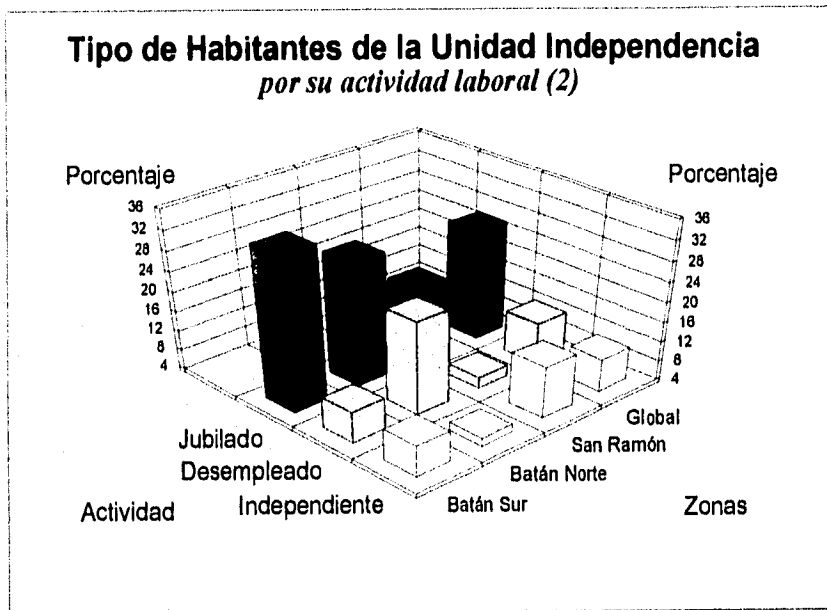 Tipo de Habitantes de la Unidad Independencia
por su actividad laboral (2)
Porcentaje
Porcentaje
36
32
28
24
20
16
12
8
4
36
32
28
24
20
16
12
8
4
Jubilado
Desempleado
Independiente
Actividad
Global
San Ramón
Batán Norte
Batán Sur
Zonas